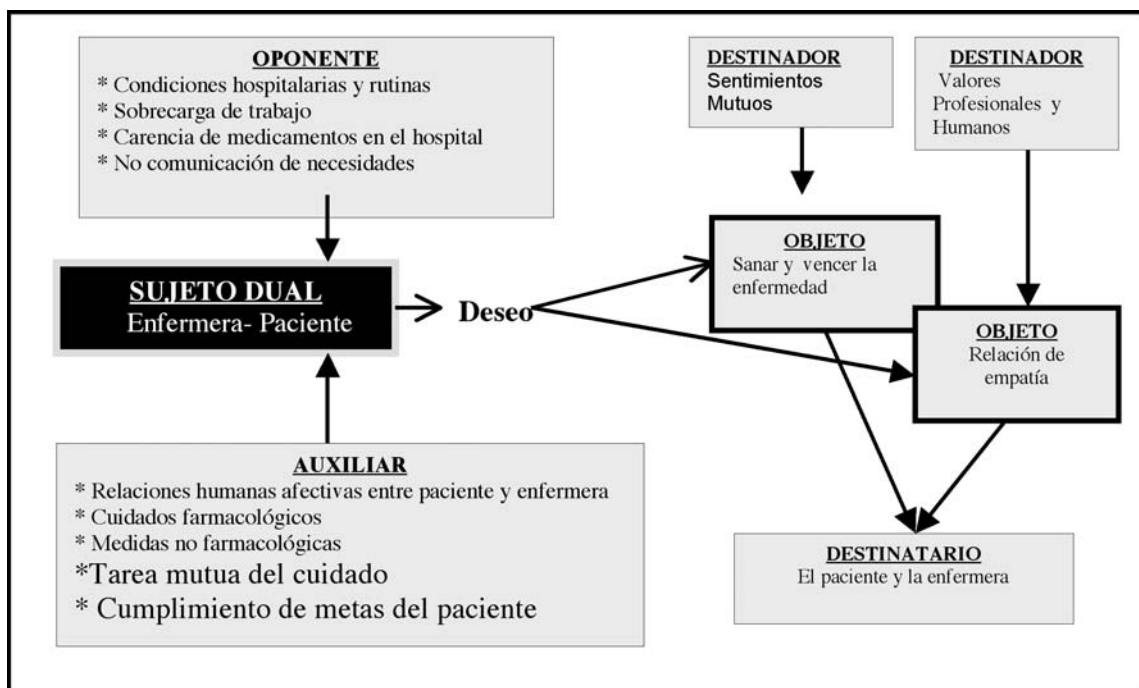 OPONENTE
* Condiciones hospitalarias y rutinas
* Sobrecarga de trabajo
* Carencia de medicamentos en el hospital
* No comunicación de necesidades
DESTINADOR
Sentimientos
Mutuos
DESTINADOR
Valores
Profesionales y
Humanos
SUJETO DUAL
Enfermera- Paciente
Deseo
OBJETO
Sanar y vencer la
enfermedad
OBJETO
Relación de
empatía
AUXILIAR
* Relaciones humanas afectivas entre paciente y enfermera
* Cuidados farmacológicos
* Medidas no farmacológicas
*Tarea mutua del cuidado
* Cumplimiento de metas del paciente
DESTINATARIO
El paciente y la enfermera